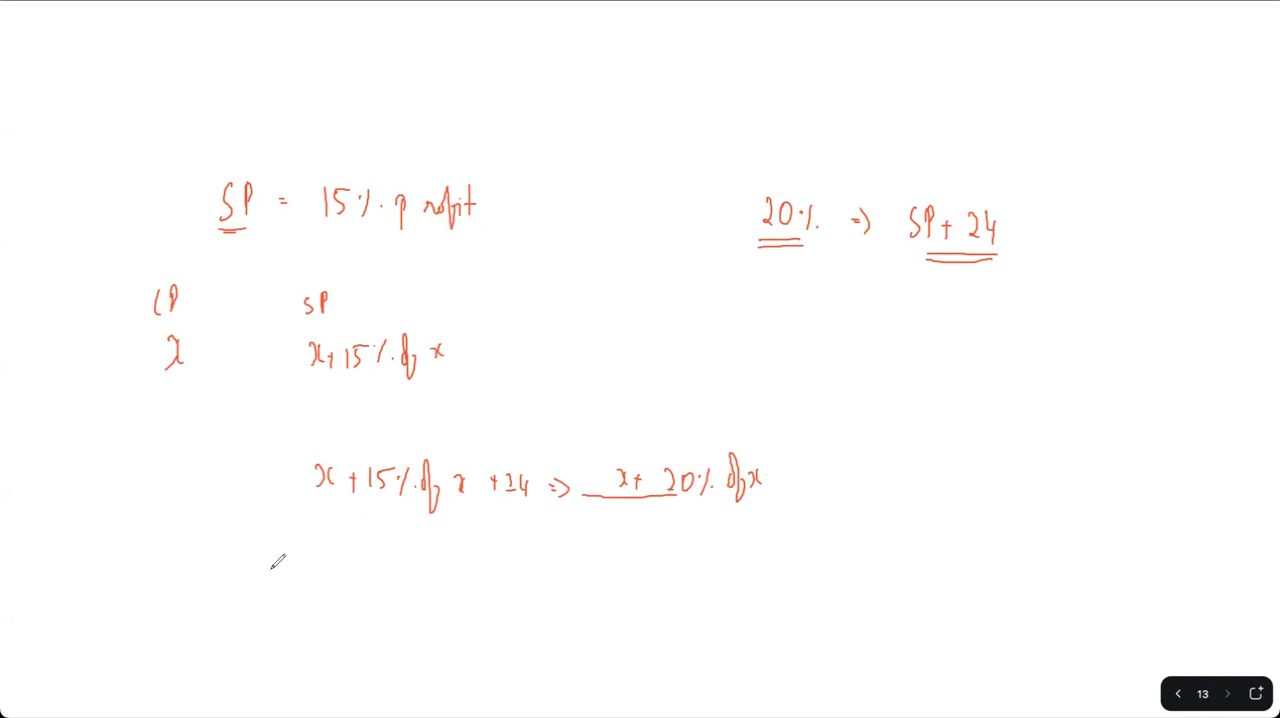 SP = 15% profit
20% => SP + 24
CP SP
x x + 15% of x
x + 15% of x + 24 => x + 20% of x
13